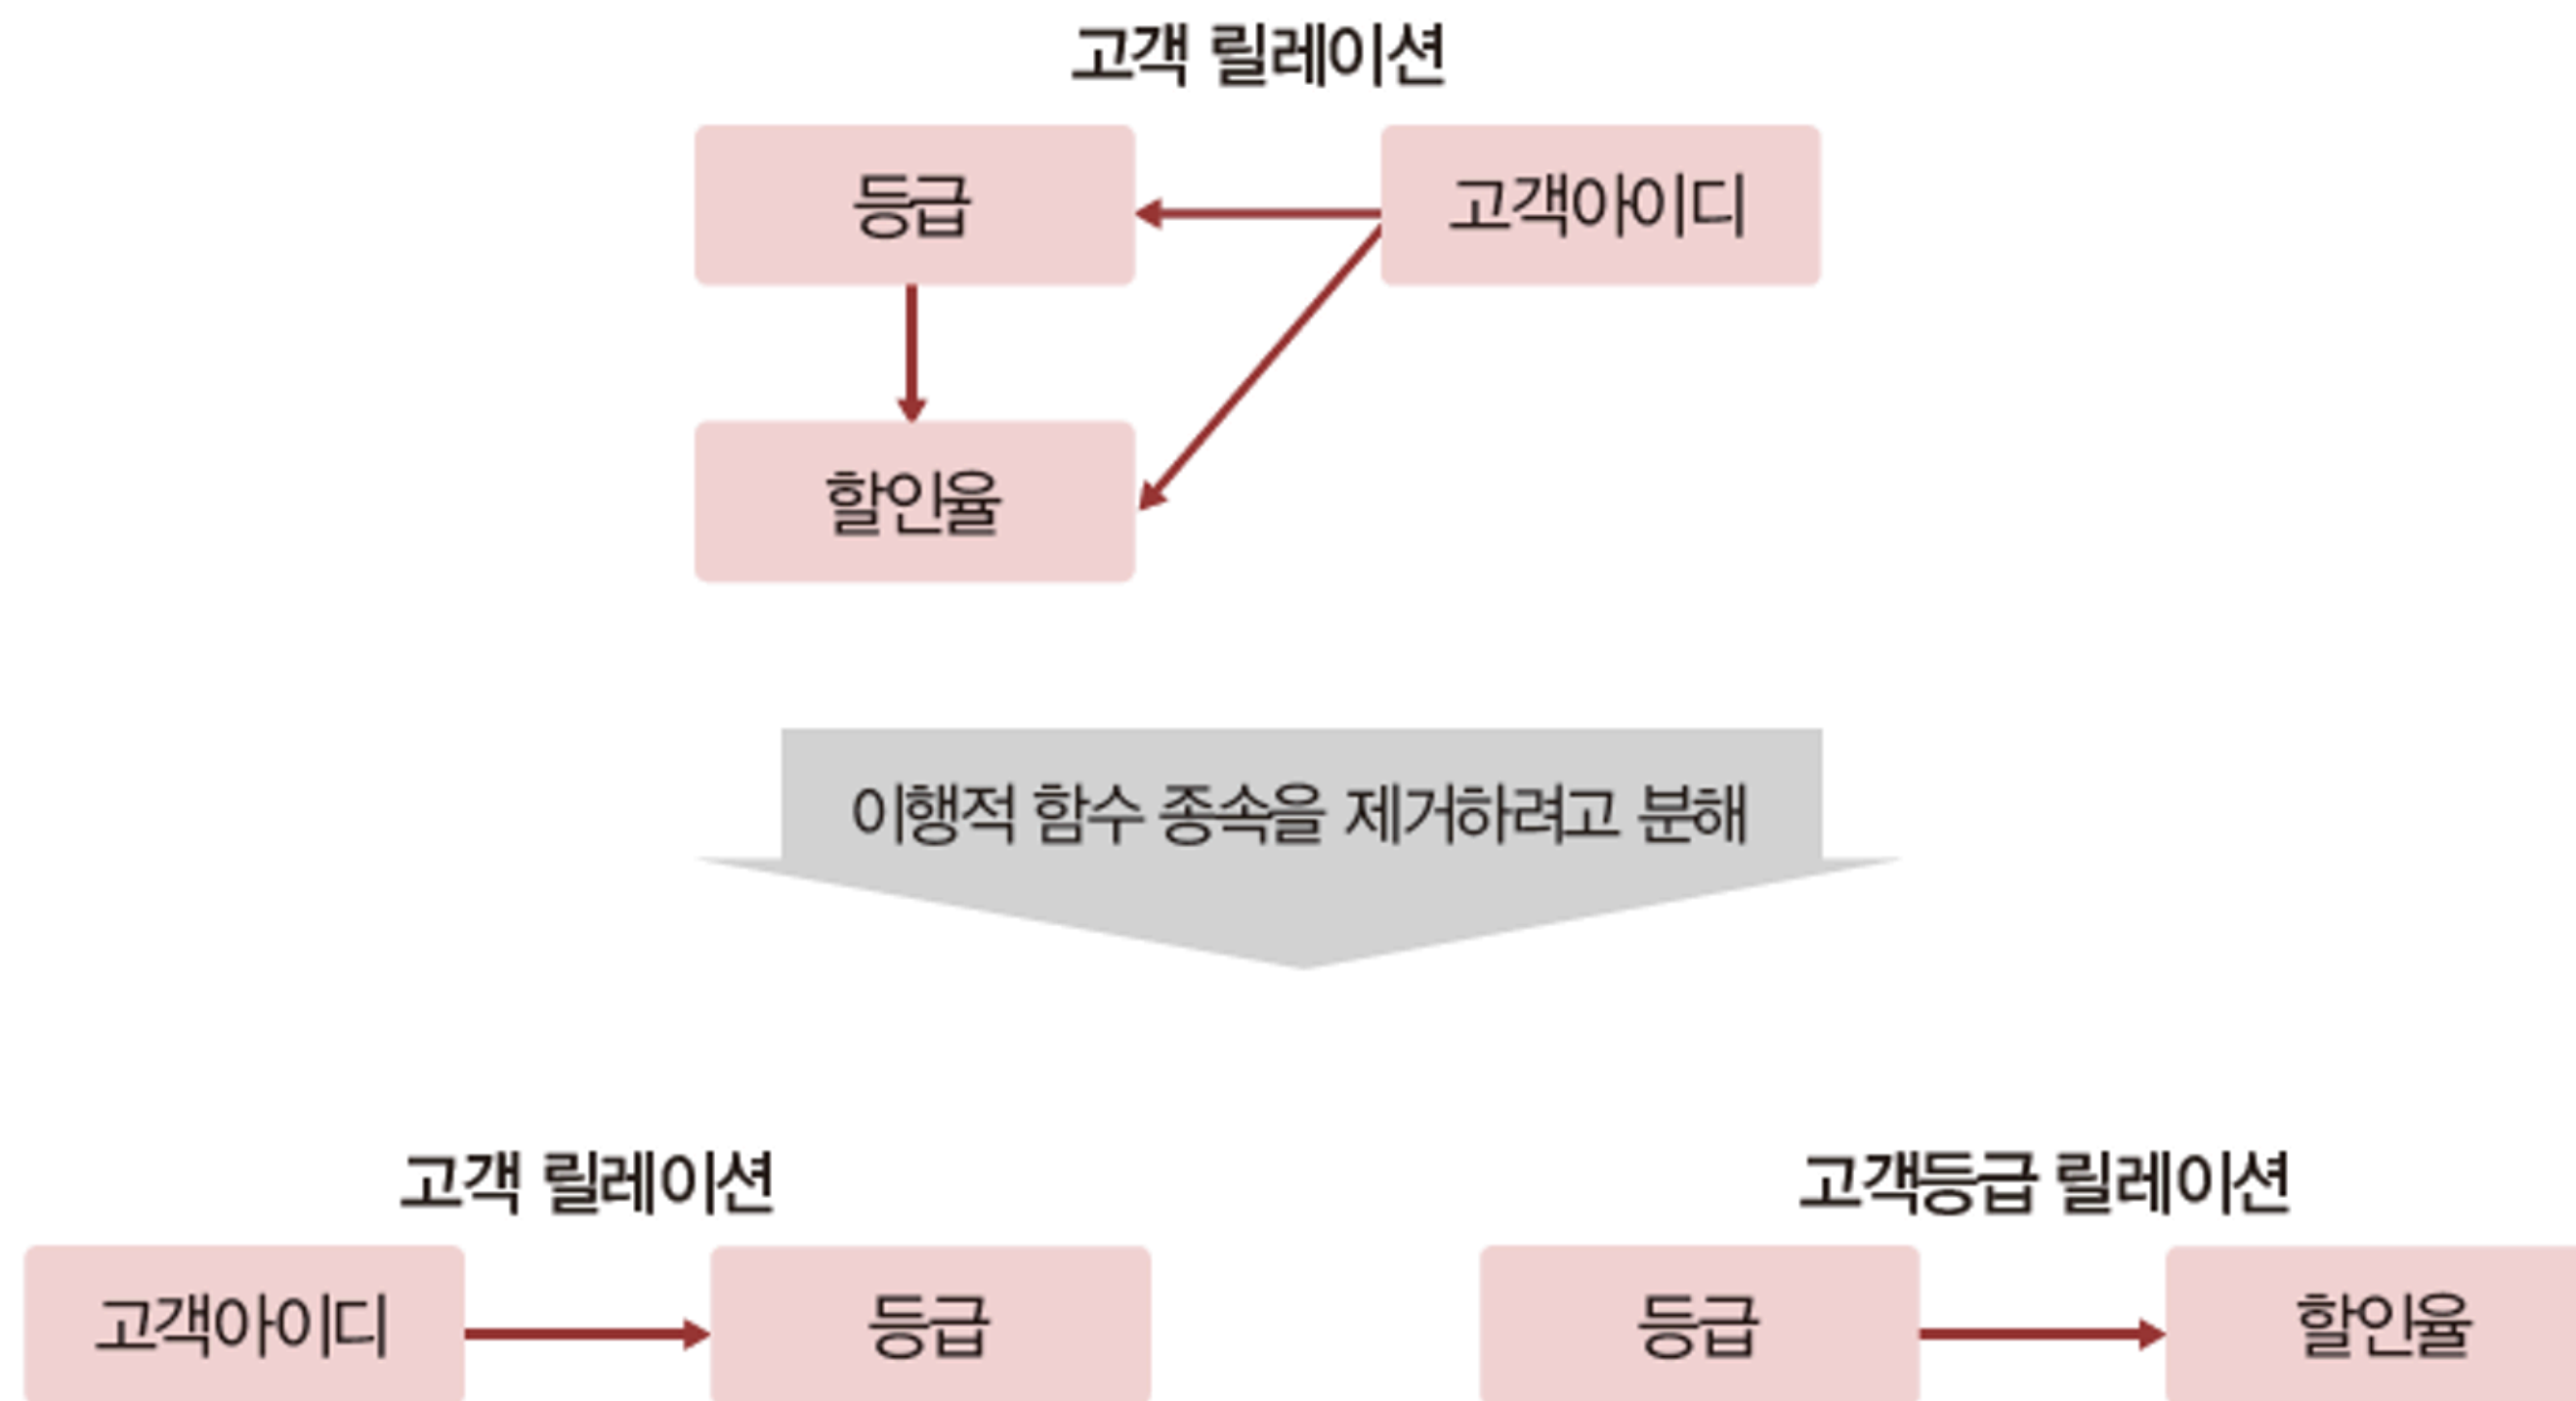 고객 릴레이션
등급
고객아이디
할인율
이행적 함수 종속을 제거하려고 분해
고객 릴레이션
고객등급 릴레이션
고객아이디
등급
등급
할인율